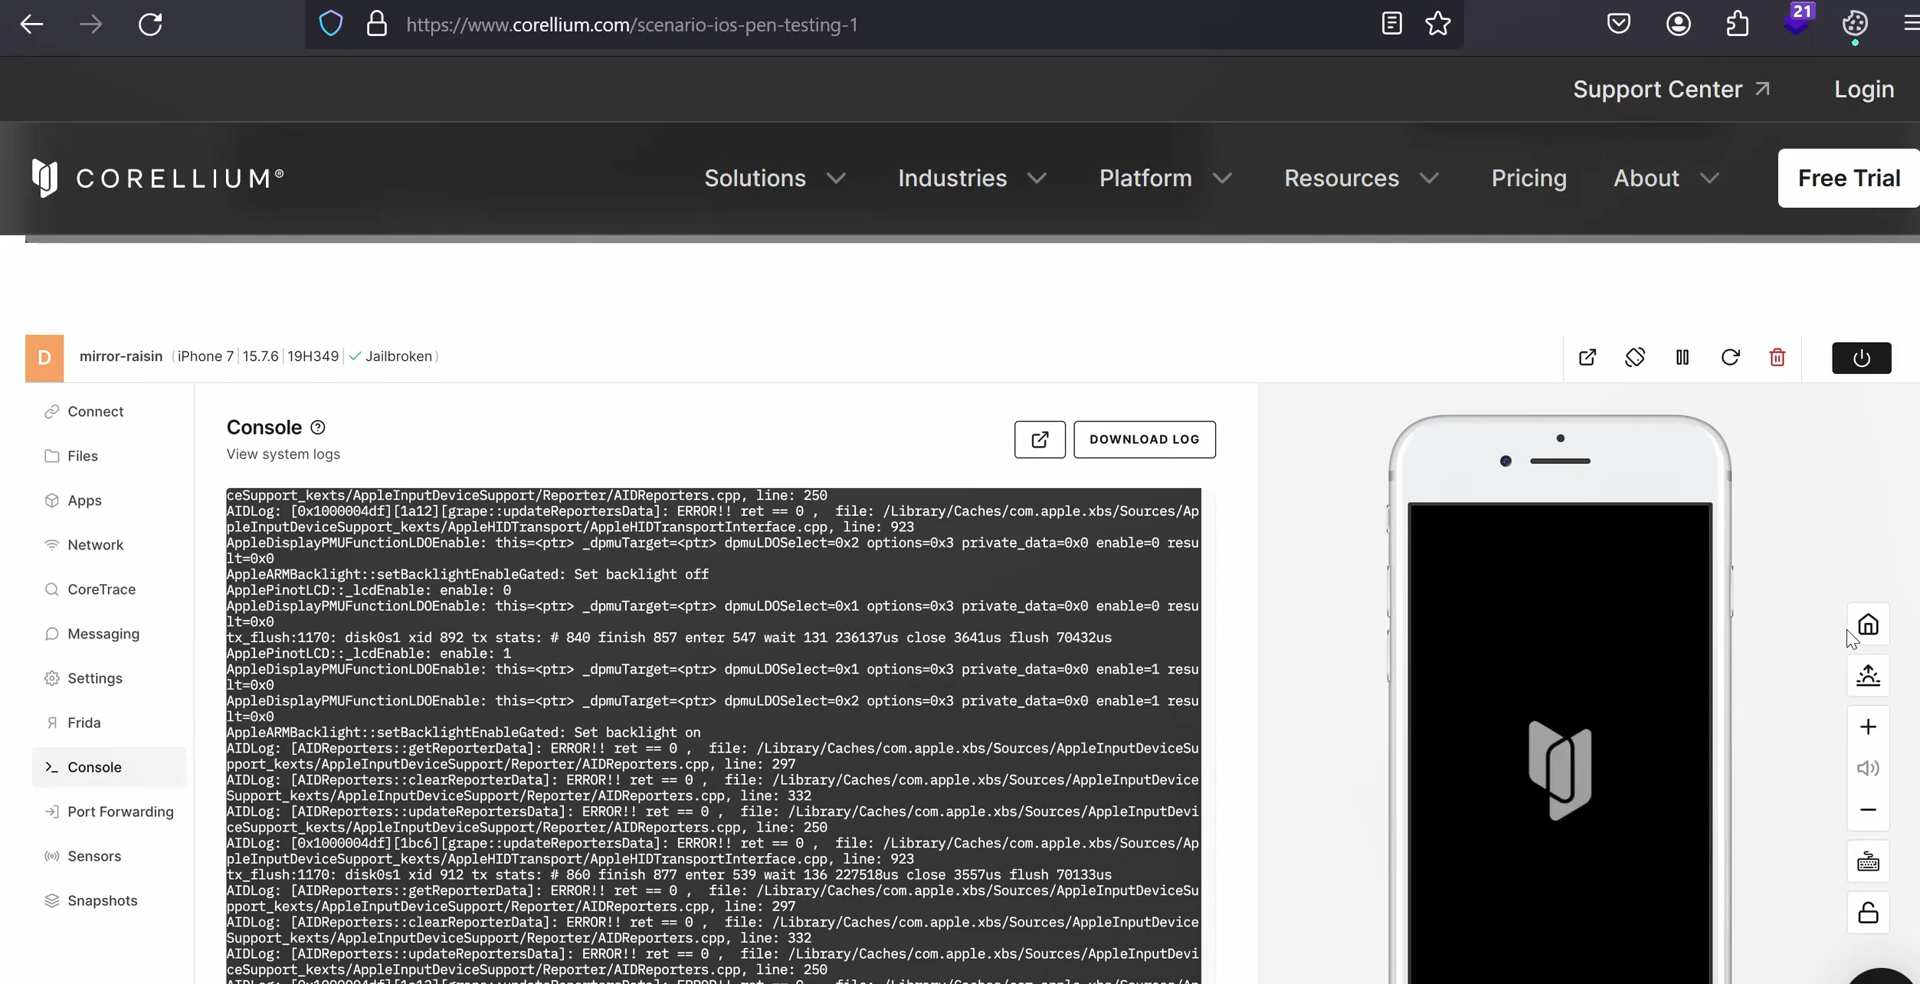 https://www.corellium.com/scenario-ios-pen-testing-1
21
Support Center
Login
CORELLIUM®
Solutions
Industries
Platform
Resources
Pricing
About
Free Trial
D
mirror-raisin (iPhone 7 | 15.7.6 | 19H349 | ✓ Jailbroken)
Connect
Files
Apps
Network
CoreTrace
Messaging
Settings
Frida
Console
Port Forwarding
Sensors
Snapshots
Console
View system logs
DOWNLOAD LOG
ceSupport_kexts/AppleInputDeviceSupport/Reporter/AIDReporters.cpp, line: 250
AIDLog: [0x1000004df][1a12][grape::updateReportersData]: ERROR!! ret == 0 ,  file: /Library/Caches/com.apple.xbs/Sources/Ap
pleInputDeviceSupport_kexts/AppleHIDTransport/AppleHIDTransportInterface.cpp, line: 923
AppleDisplayPMUFunctionLDOEnable: this=<ptr> _dpmuTarget=<ptr> dpmuLDOSelect=0x2 options=0x3 private_data=0x0 enable=0 resu
lt=0x0
AppleARMBacklight::setBacklightEnableGated: Set backlight off
ApplePinotLCD::_lcdEnable: enable: 0
AppleDisplayPMUFunctionLDOEnable: this=<ptr> _dpmuTarget=<ptr> dpmuLDOSelect=0x1 options=0x3 private_data=0x0 enable=0 resu
lt=0x0
tx_flush:1170: disk0s1 xid 892 tx stats: # 840 finish 857 enter 547 wait 131 236137us close 3641us flush 70432us
ApplePinotLCD::_lcdEnable: enable: 1
AppleDisplayPMUFunctionLDOEnable: this=<ptr> _dpmuTarget=<ptr> dpmuLDOSelect=0x1 options=0x3 private_data=0x0 enable=1 resu
lt=0x0
AppleDisplayPMUFunctionLDOEnable: this=<ptr> _dpmuTarget=<ptr> dpmuLDOSelect=0x2 options=0x3 private_data=0x0 enable=1 resu
lt=0x0
AppleARMBacklight::setBacklightEnableGated: Set backlight on
AIDLog: [AIDReporters::getReporterData]: ERROR!! ret == 0 ,  file: /Library/Caches/com.apple.xbs/Sources/AppleInputDeviceSu
pport_kexts/AppleInputDeviceSupport/Reporter/AIDReporters.cpp, line: 297
AIDLog: [AIDReporters::clearReporterData]: ERROR!! ret == 0 ,  file: /Library/Caches/com.apple.xbs/Sources/AppleInputDevice
Support_kexts/AppleInputDeviceSupport/Reporter/AIDReporters.cpp, line: 332
AIDLog: [AIDReporters::updateReportersData]: ERROR!! ret == 0 ,  file: /Library/Caches/com.apple.xbs/Sources/AppleInputDevi
ceSupport_kexts/AppleInputDeviceSupport/Reporter/AIDReporters.cpp, line: 250
AIDLog: [0x1000004df][1bc6][grape::updateReportersData]: ERROR!! ret == 0 ,  file: /Library/Caches/com.apple.xbs/Sources/Ap
pleInputDeviceSupport_kexts/AppleHIDTransport/AppleHIDTransportInterface.cpp, line: 923
tx_flush:1170: disk0s1 xid 912 tx stats: # 860 finish 877 enter 539 wait 136 227518us close 3557us flush 70133us
AIDLog: [AIDReporters::getReporterData]: ERROR!! ret == 0 ,  file: /Library/Caches/com.apple.xbs/Sources/AppleInputDeviceSu
pport_kexts/AppleInputDeviceSupport/Reporter/AIDReporters.cpp, line: 297
AIDLog: [AIDReporters::clearReporterData]: ERROR!! ret == 0 ,  file: /Library/Caches/com.apple.xbs/Sources/AppleInputDevice
Support_kexts/AppleInputDeviceSupport/Reporter/AIDReporters.cpp, line: 332
AIDLog: [AIDReporters::updateReportersData]: ERROR!! ret == 0 ,  file: /Library/Caches/com.apple.xbs/Sources/AppleInputDevi
ceSupport_kexts/AppleInputDeviceSupport/Reporter/AIDReporters.cpp, line: 250